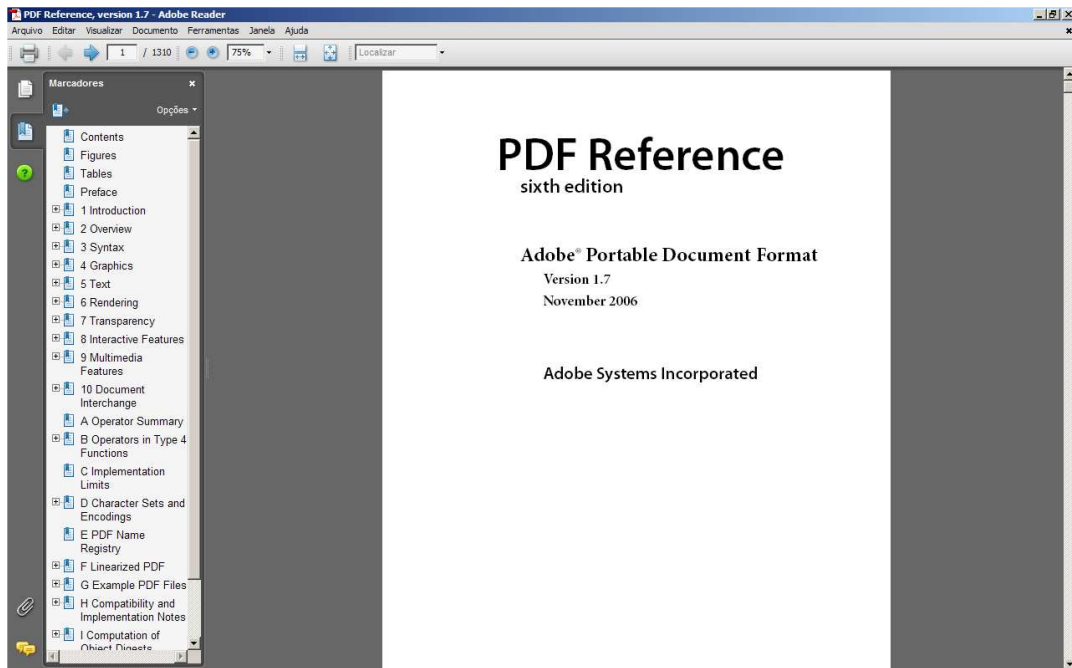 PDF Reference, version 1.7 - Adobe Reader
Arquivo Editar Visualizar Documento Ferramentas Janela Ajuda
1 / 1310 75% Localizar
Marcadores
Opções
Contents
Figures
Tables
Preface
1 Introduction
2 Overview
3 Syntax
4 Graphics
5 Text
6 Rendering
7 Transparency
8 Interactive Features
9 Multimedia
Features
10 Document
Interchange
A Operator Summary
B Operators in Type 4
Functions
C Implementation
Limits
D Character Sets and
Encodings
E PDF Name
Registry
F Linearized PDF
G Example PDF Files
H Compatibility and
Implementation Notes
I Computation of
Object Digests
PDF Reference
sixth edition
Adobe® Portable Document Format
Version 1.7
November 2006
Adobe Systems Incorporated